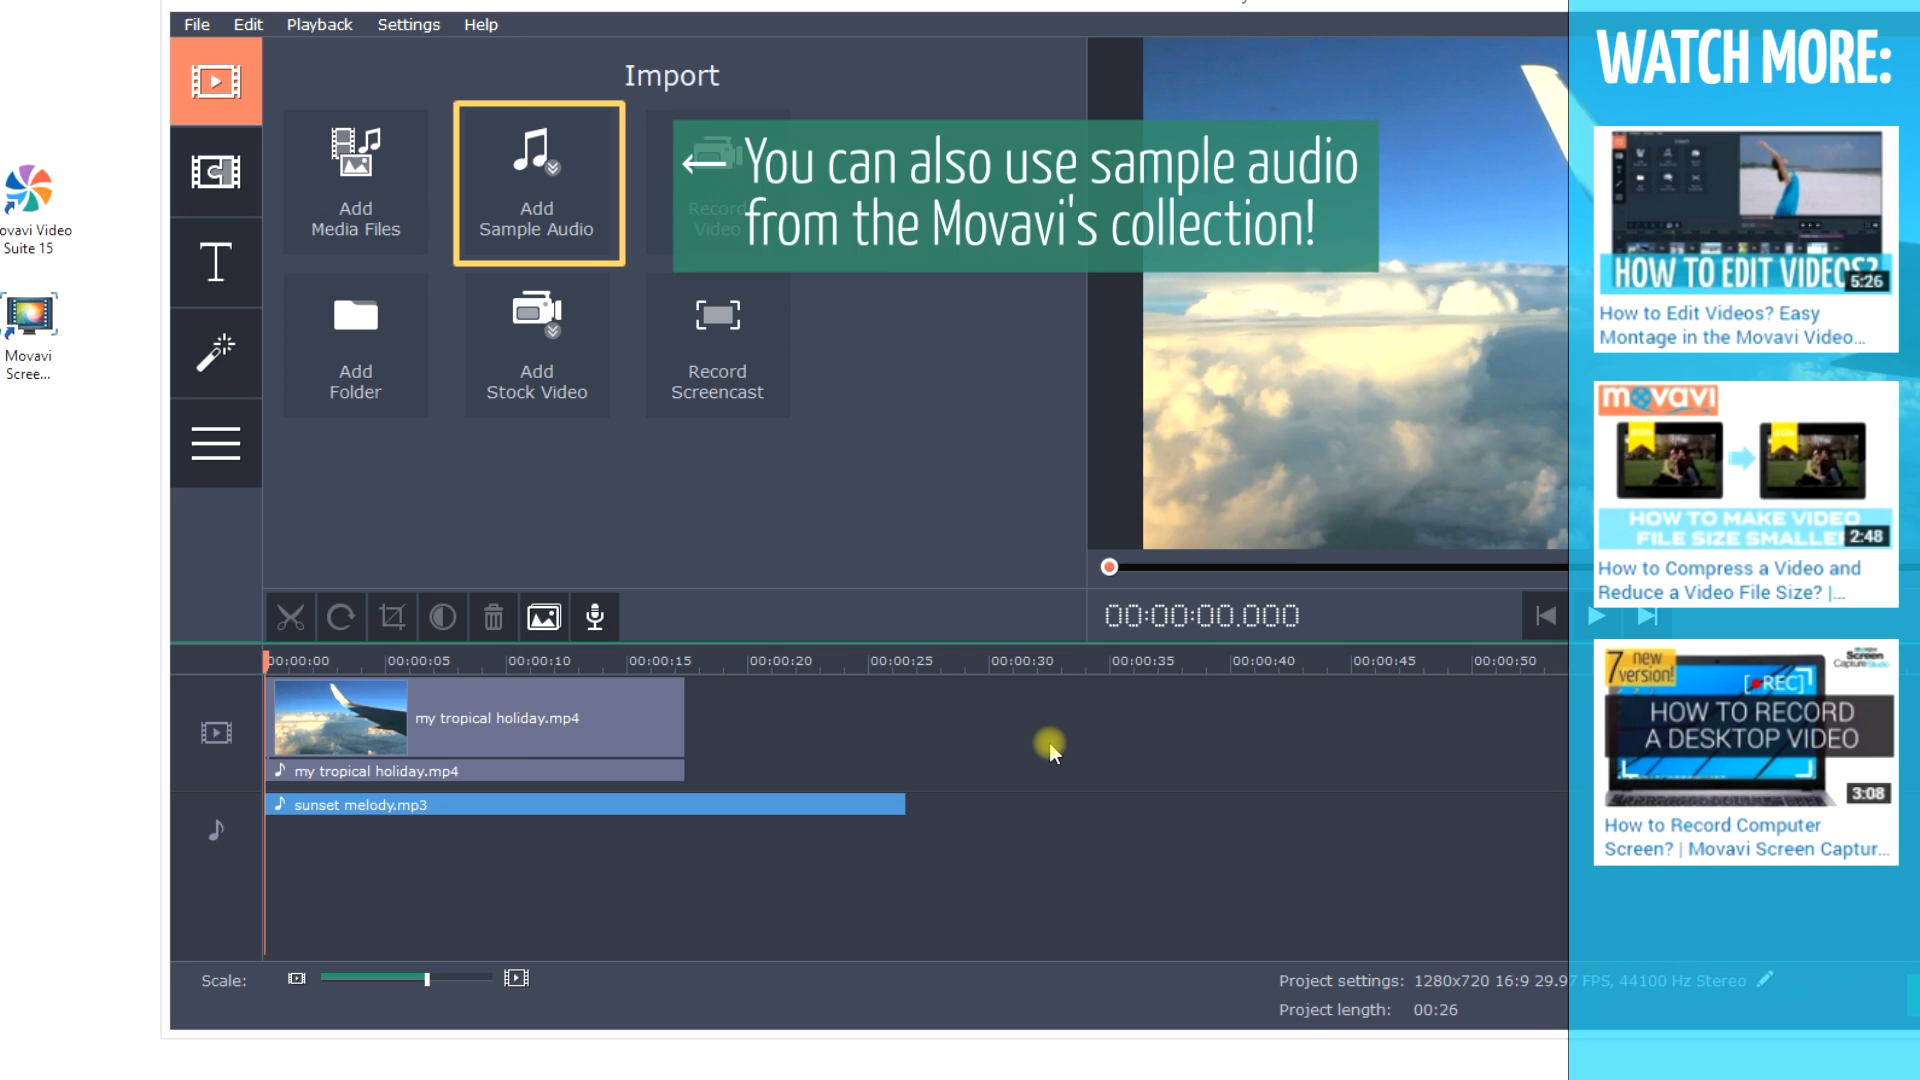 File Edit Playback Settings Help
Import
Add
Media Files
Add
Sample Audio
Record
Video
← You can also use sample audio
from the Movavi's collection!
Add
Folder
Add
Stock Video
Record
Screencast
ovavi Video
Suite 15
Movavi
Scree...
00:00:00.000
00:00:00 00:00:05 00:00:10 00:00:15 00:00:20 00:00:25 00:00:30 00:00:35 00:00:40 00:00:45 00:00:50
my tropical holiday.mp4
my tropical holiday.mp4
sunset melody.mp3
Scale:
Project settings: 1280x720 16:9 29.97 FPS, 44100 Hz Stereo
Project length: 00:26
WATCH MORE:
HOW TO EDIT VIDEOS?
5:26
How to Edit Videos? Easy
Montage in the Movavi Video...
movavi
HOW TO MAKE VIDEO
FILE SIZE SMALLER
2:48
How to Compress a Video and
Reduce a Video File Size? |...
7 new
version!
Screen
Capture Studio
REC
HOW TO RECORD
A DESKTOP VIDEO
3:08
How to Record Computer
Screen? | Movavi Screen Captur...